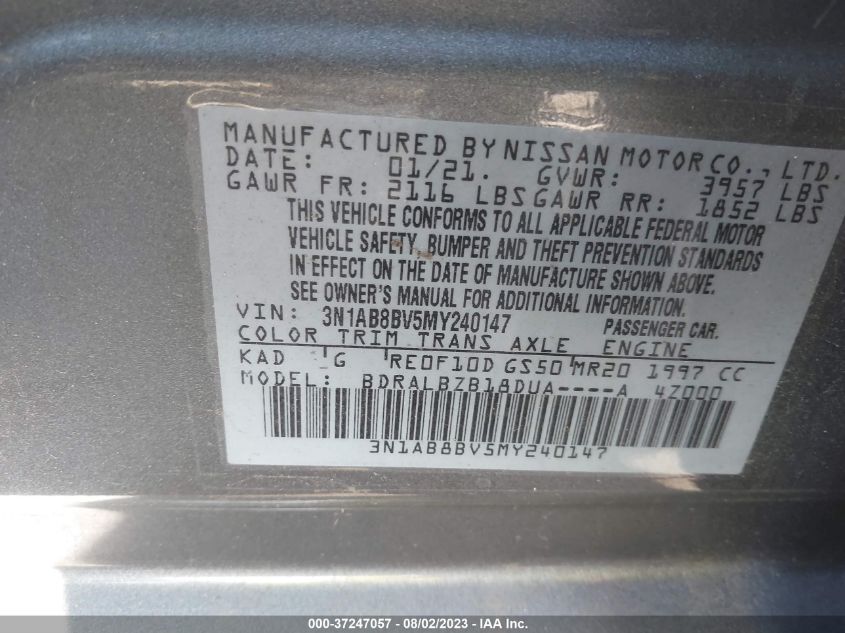 MANUFACTURED BY NISSAN MOTOR CO., LTD.
DATE: 01/21. GVWR: 3957 LBS
GAWR FR: 2116 LBS GAWR RR: 1852 LBS
THIS VEHICLE CONFORMS TO ALL APPLICABLE FEDERAL MOTOR
VEHICLE SAFETY, BUMPER AND THEFT PREVENTION STANDARDS
IN EFFECT ON THE DATE OF MANUFACTURE SHOWN ABOVE.
SEE OWNER'S MANUAL FOR ADDITIONAL INFORMATION.
VIN: 3N1AB8BV5MY240147 PASSENGER CAR.
COLOR TRIM TRANS AXLE ENGINE
KAD G RE0F10D GS50 MR20 1997 CC
MODEL: BDRALBZB18DUA----A 4Z000
3N1AB8BV5MY240147
000-37247057 - 08/02/2023 - IAA Inc.